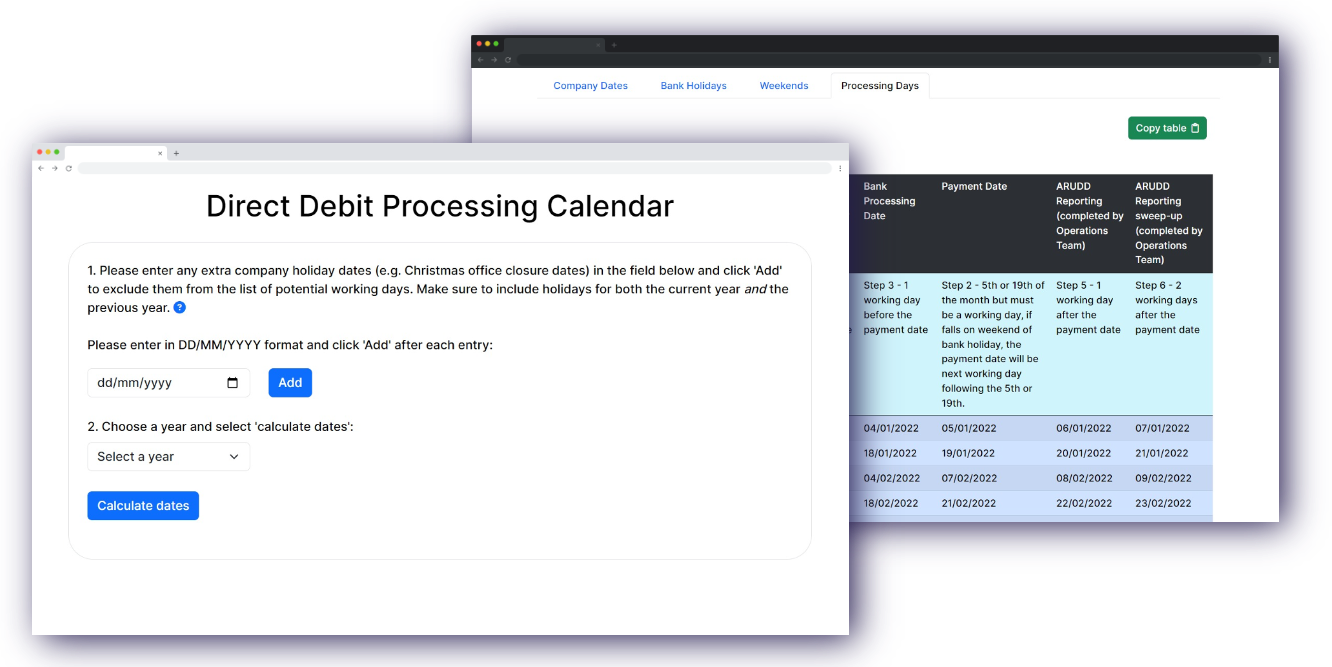 Direct Debit Processing Calendar
1. Please enter any extra company holiday dates (e.g. Christmas office closure dates) in the field below and click 'Add'
to exclude them from the list of potential working days. Make sure to include holidays for both the current year and the
previous year. ?
Please enter in DD/MM/YYYY format and click 'Add' after each entry:
dd/mm/yyyy Add
2. Choose a year and select 'calculate dates':
Select a year
Calculate dates
Company Dates Bank Holidays Weekends Processing Days
Copy table
Bank
Processing
Date
Payment Date
ARUDD
Reporting
(completed by
Operations
Team)
ARUDD
Reporting
sweep-up
(completed by
Operations
Team)
Step 3 - 1
working day
before the
payment date
Step 2 - 5th or 19th of
the month but must
be a working day, if
falls on weekend of
bank holiday, the
payment date will be
next working day
following the 5th or
19th.
Step 5 - 1
working day
after the
payment date
Step 6 - 2
working days
after the
payment date
04/01/2022 05/01/2022 06/01/2022 07/01/2022
18/01/2022 19/01/2022 20/01/2022 21/01/2022
04/02/2022 07/02/2022 08/02/2022 09/02/2022
18/02/2022 21/02/2022 22/02/2022 23/02/2022